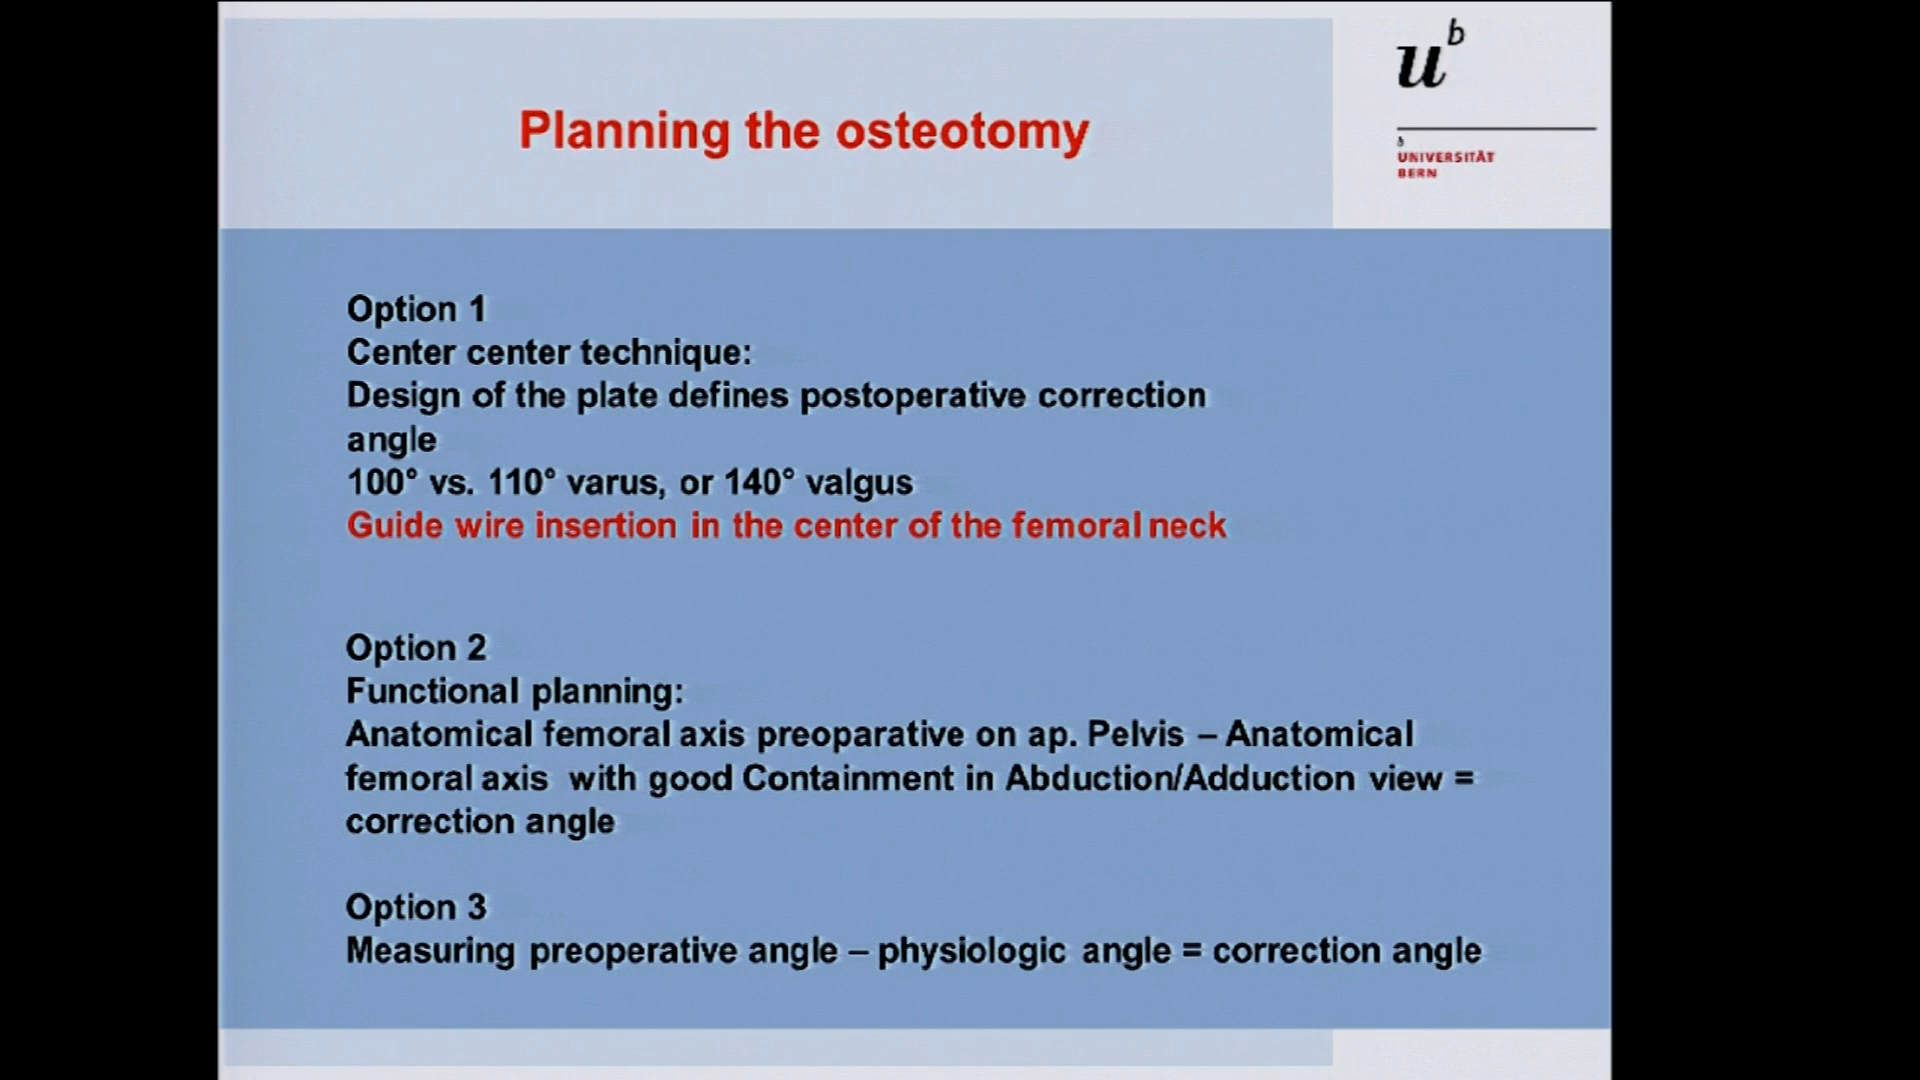 u b
Planning the osteotomy
b
UNIVERSITÄT
BERN
Option 1
Center center technique:
Design of the plate defines postoperative correction
angle
100° vs. 110° varus, or 140° valgus
Guide wire insertion in the center of the femoral neck
Option 2
Functional planning:
Anatomical femoral axis preoparative on ap. Pelvis – Anatomical
femoral axis with good Containment in Abduction/Adduction view =
correction angle
Option 3
Measuring preoperative angle – physiologic angle = correction angle